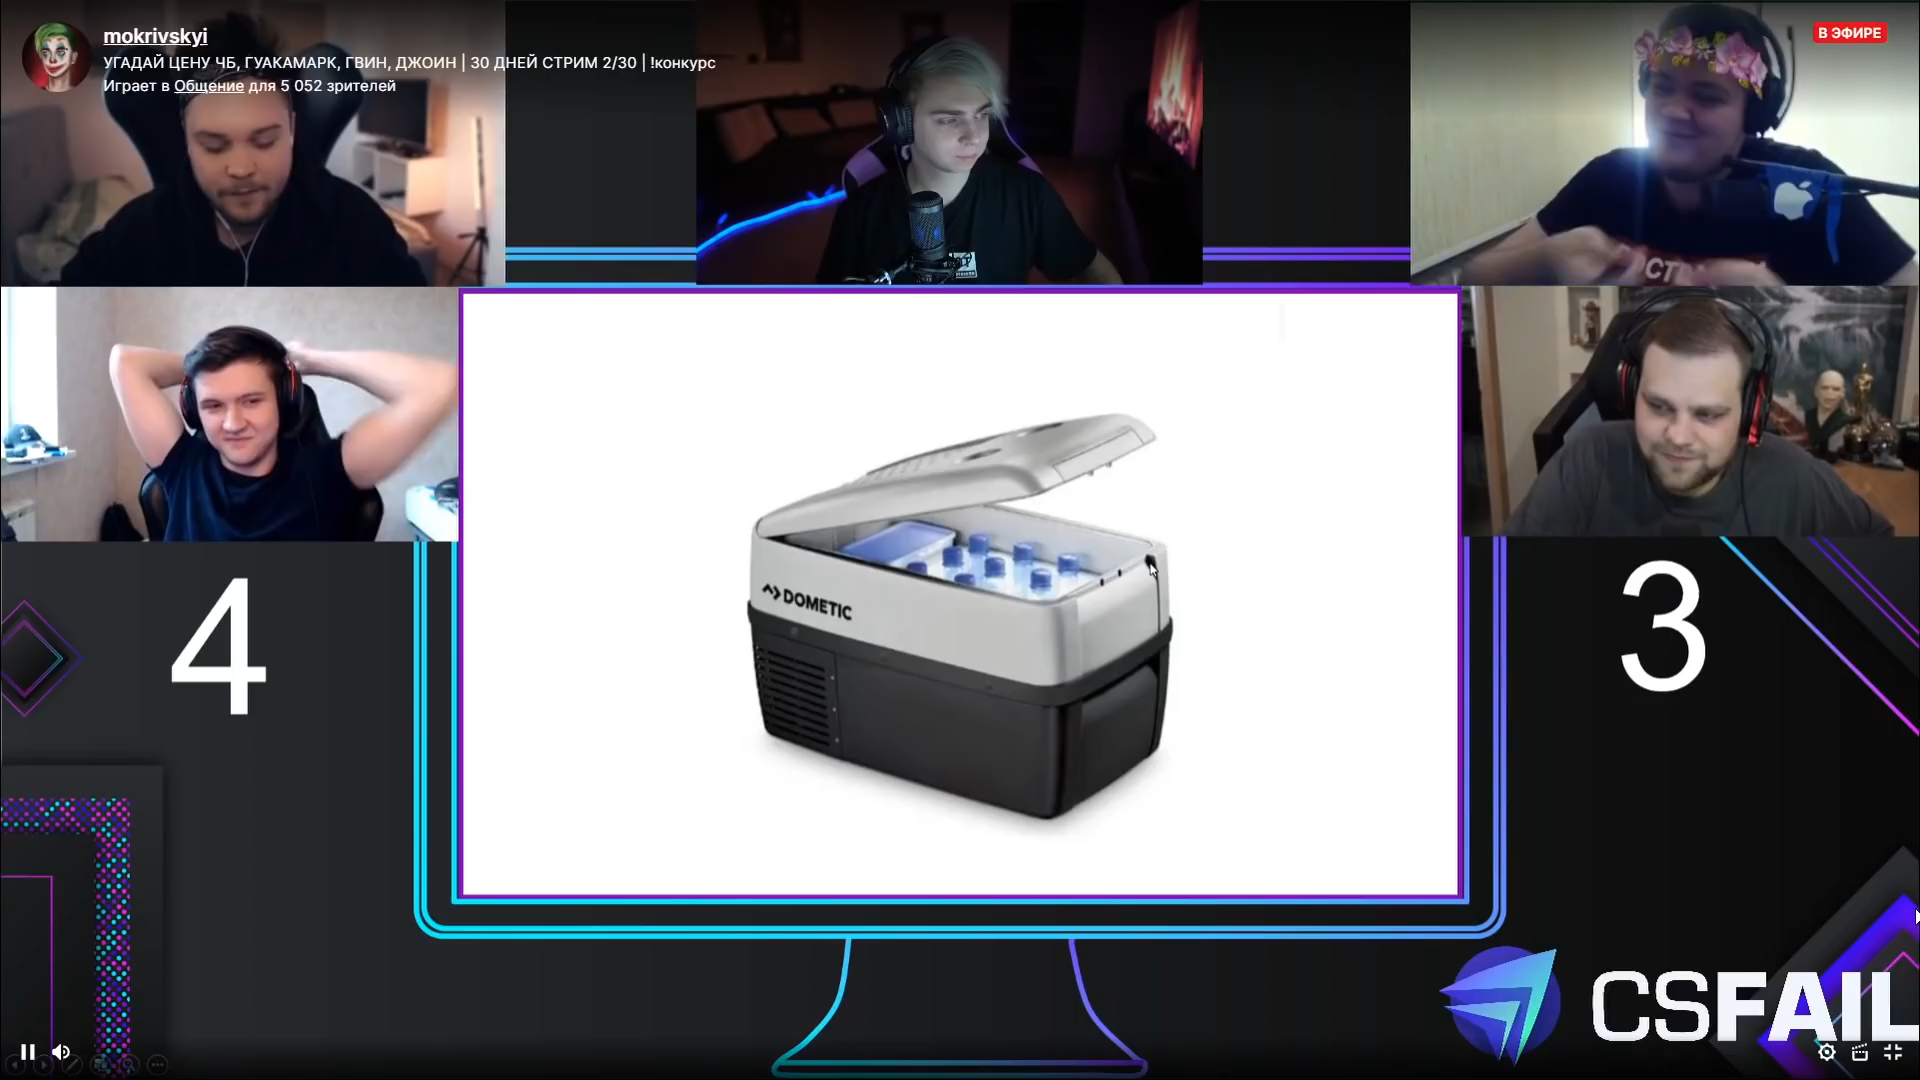 mokrivskyi
УГАДАЙ ЦЕНУ ЧБ, ГУАКАМАРК, ГВИН, ДЖОИН | 30 ДНЕЙ СТРИМ 2/30 | !конкурс
Играет в Общение для 5 052 зрителей
В ЭФИРЕ
DOMETIC
4
3
CSFAIL